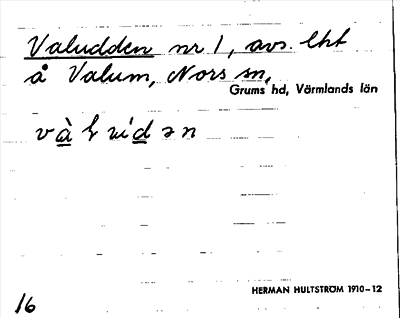 Valudden nr 1, avs. lht
å Valum, Nors sn,
Grums hd, Värmlands län
HERMAN HULTSTRÖM 1910-12
16